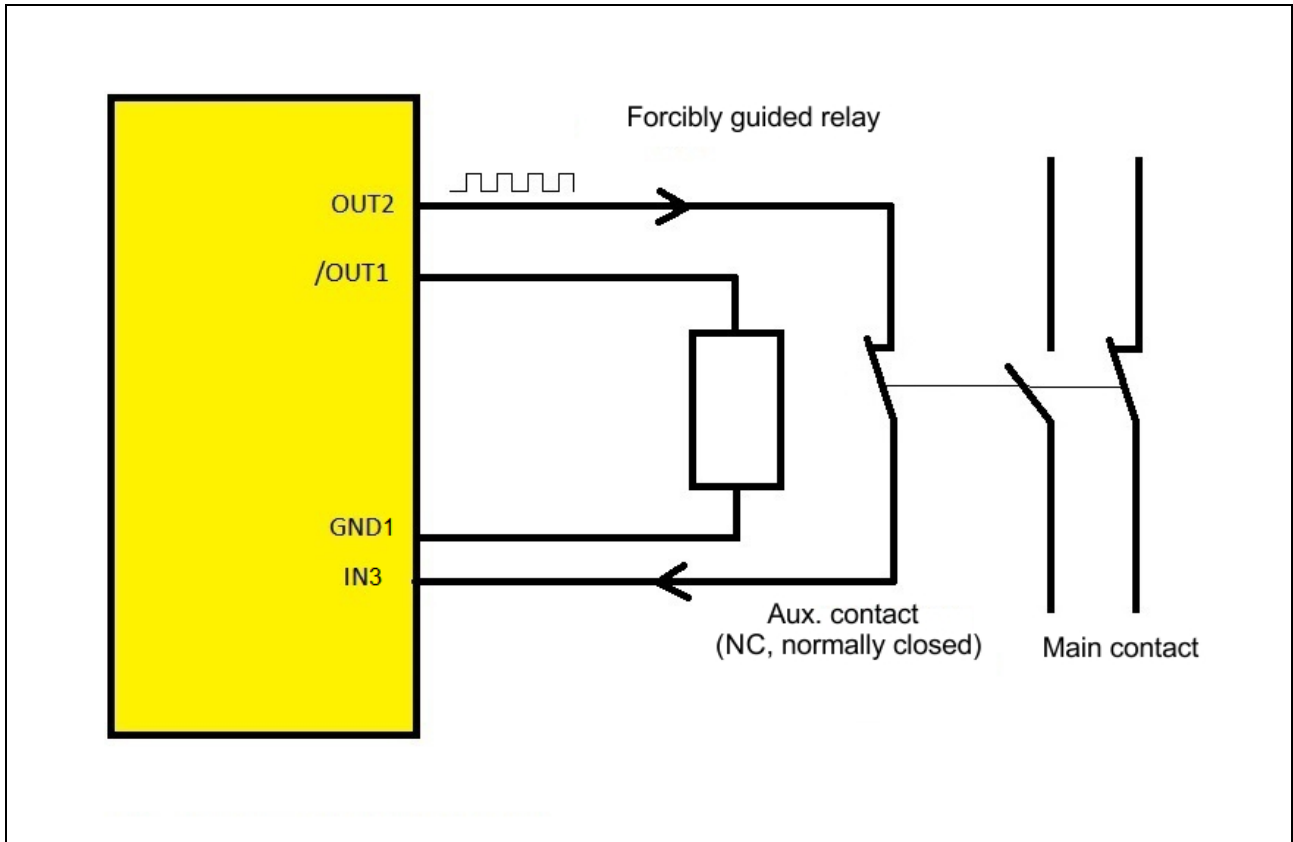 Forcibly guided relay
OUT2
/OUT1
GND1
IN3
Aux. contact
(NC, normally closed)
Main contact